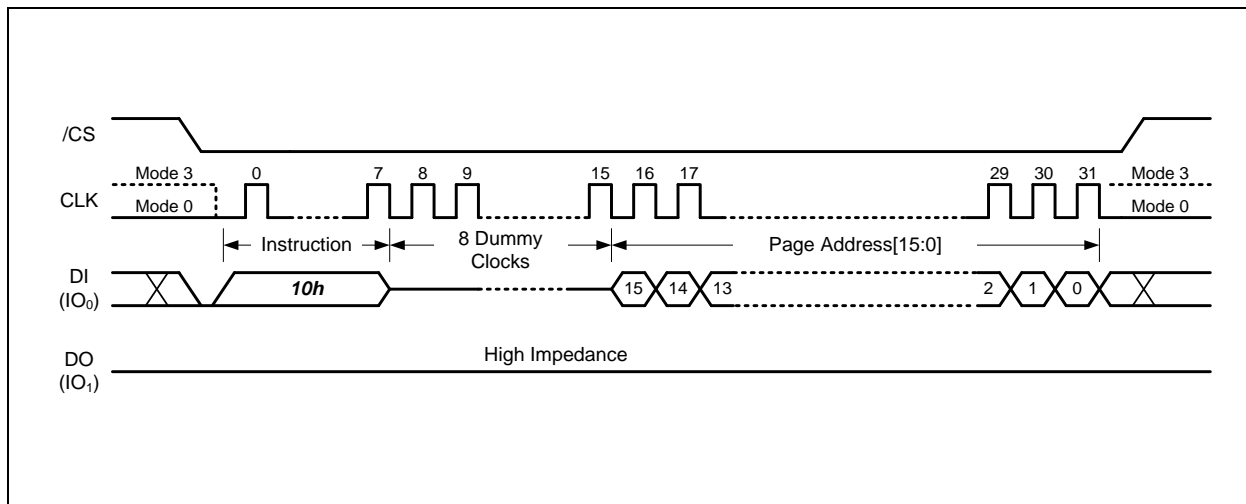 /CS
Mode 3 0 7 8 9 15 16 17 29 30 31 Mode 3
CLK
Mode 0 Mode 0
Instruction 8 Dummy Page Address[15:0]
Clocks
DI
(IO0)
10h 15 14 13 2 1 0
High Impedance
DO
(IO1)